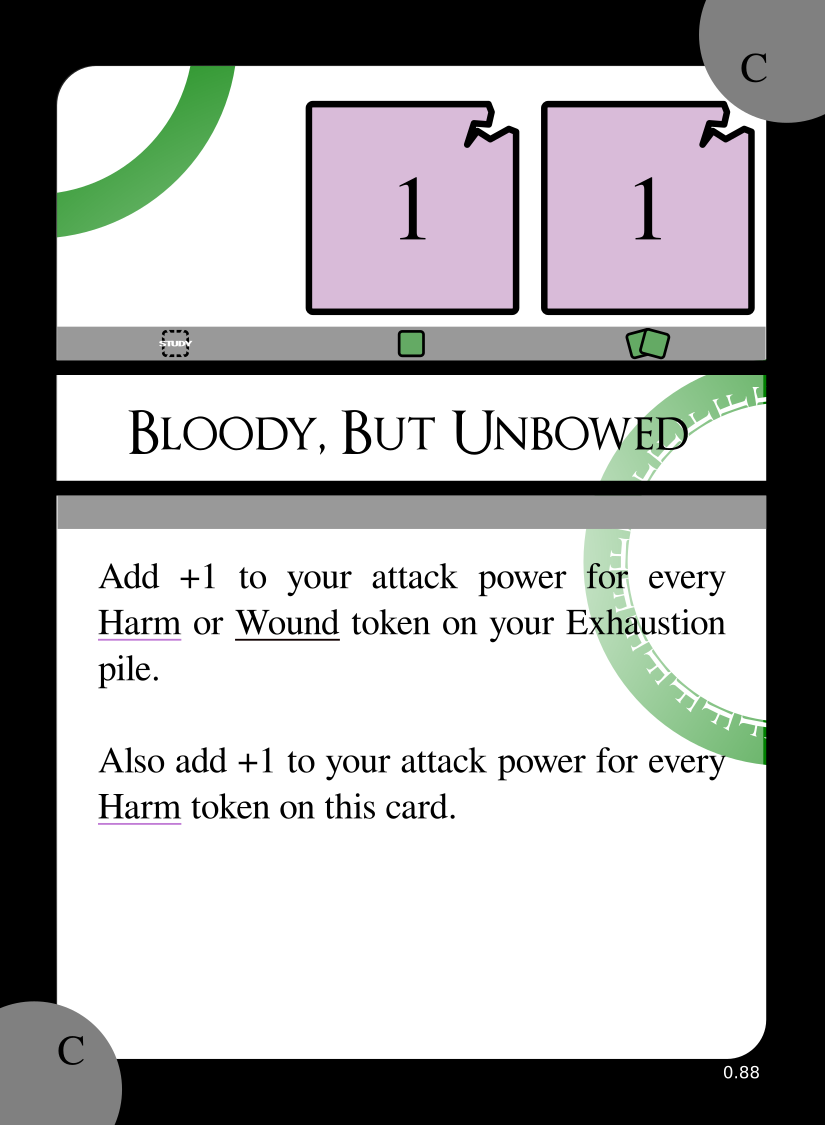 C
1 1
STUDY
Bloody, But Unbowed
Add +1 to your attack power for every
Harm or Wound token on your Exhaustion
pile.
Also add +1 to your attack power for every
Harm token on this card.
C
0.88